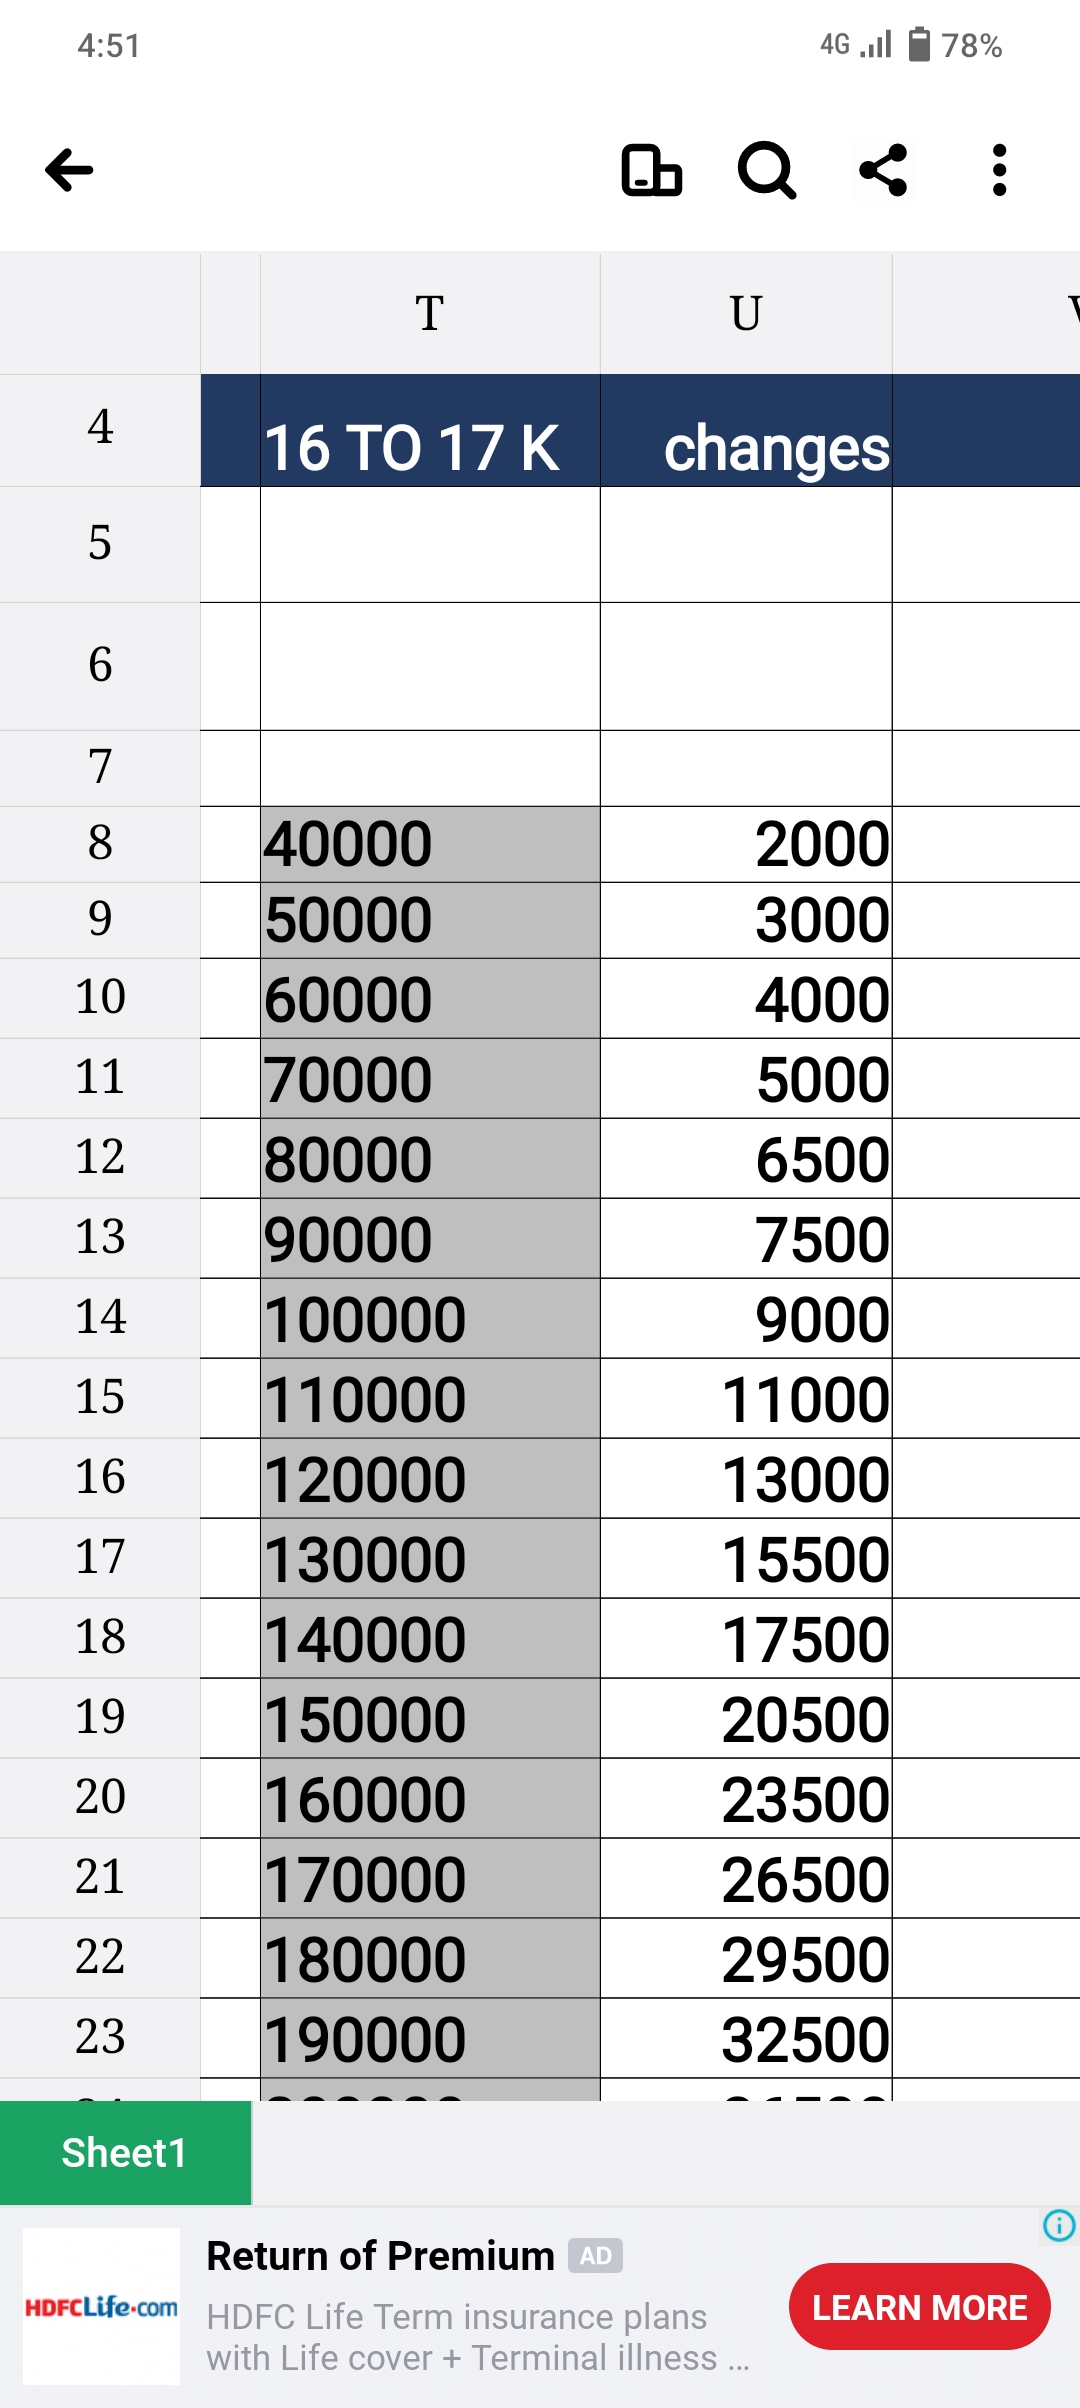 4:51
4G 78%
T U
4 16 TO 17 K changes
5
6
7
8 40000 2000
9 50000 3000
10 60000 4000
11 70000 5000
12 80000 6500
13 90000 7500
14 100000 9000
15 110000 11000
16 120000 13000
17 130000 15500
18 140000 17500
19 150000 20500
20 160000 23500
21 170000 26500
22 180000 29500
23 190000 32500
Sheet1
Return of Premium AD
HDFCLife.com
HDFC Life Term insurance plans
with Life cover + Terminal illness ...
LEARN MORE